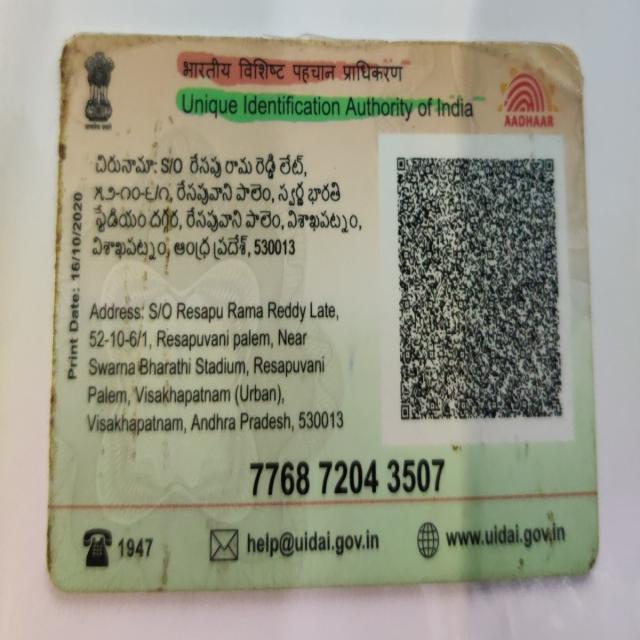 भारतीय विशिष्ट पहचान प्राधिकरण
Unique Identification Authority of India
AADHAAR
చిరునామా: S/O రేసపు రామ రెడ్డి లేట్,
౫౨-౧౦-౬/౧, రేసపువాని పాలెం, స్వర్ణ భారతి
స్టేడియం దగ్గర, రేసపువాని పాలెం, విశాఖపట్నం,
విశాఖపట్నం, ఆంధ్ర ప్రదేశ్, 530013
Print Date: 16/10/2020
Address: S/O Resapu Rama Reddy Late,
52-10-6/1, Resapuvani palem, Near
Swarna Bharathi Stadium, Resapuvani
Palem, Visakhapatnam (Urban),
Visakhapatnam, Andhra Pradesh, 530013
7768 7204 3507
1947
help@uidai.gov.in
www.uidai.gov.in